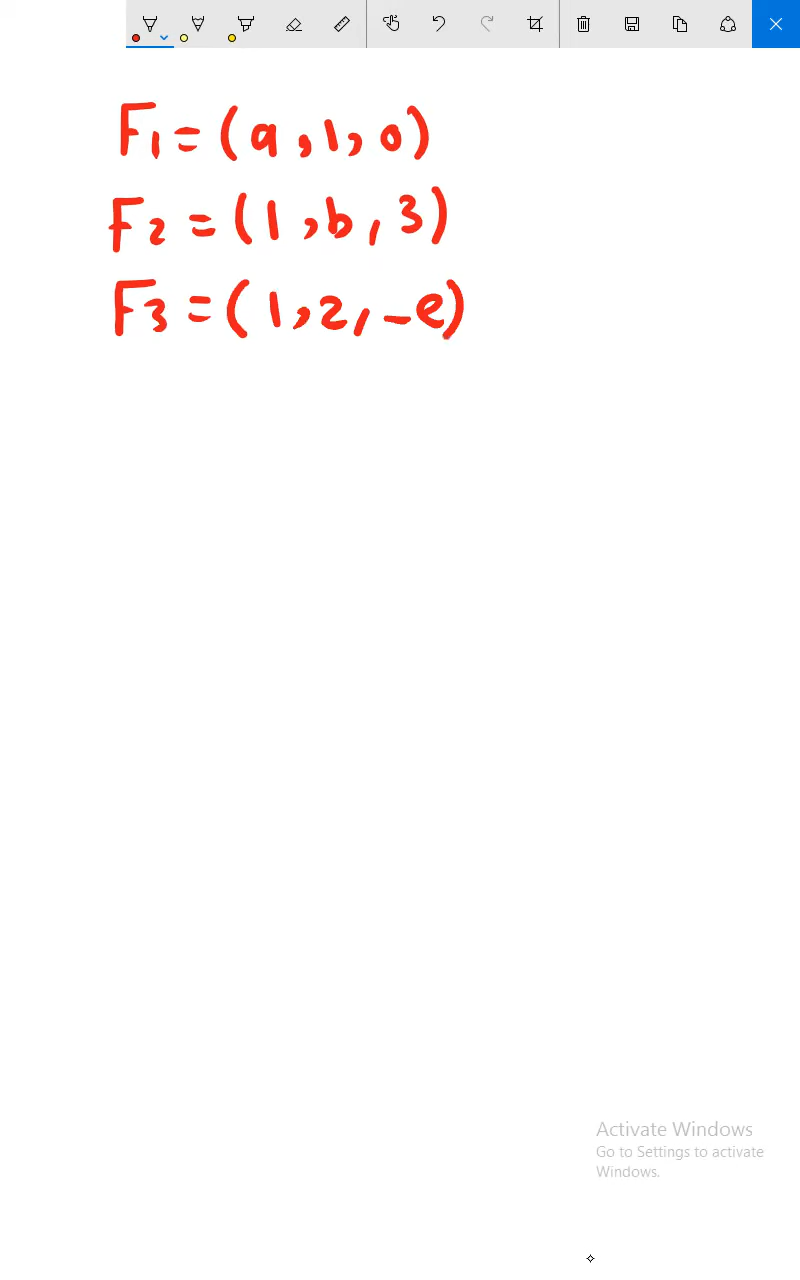 F1=(a,1,0)
F2=(1,b,3)
F3=(1,2,-e)
Activate Windows
Go to Settings to activate
Windows.